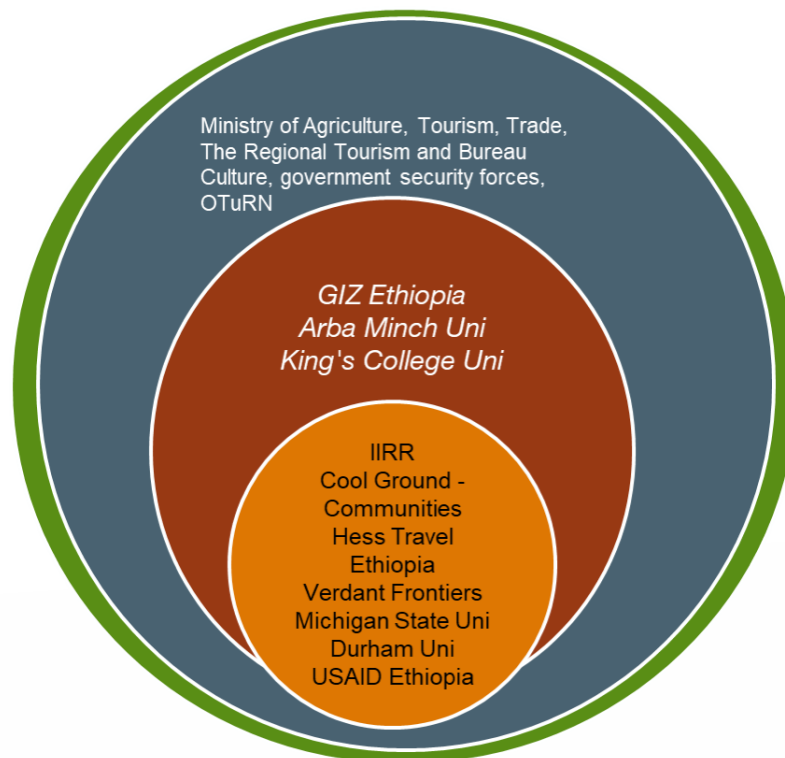 Ministry of Agriculture, Tourism, Trade,
The Regional Tourism and Bureau
Culture, government security forces,
OTuRN
GIZ Ethiopia
Arba Minch Uni
King's College Uni
IIRR
Cool Ground -
Communities
Hess Travel
Ethiopia
Verdant Frontiers
Michigan State Uni
Durham Uni
USAID Ethiopia